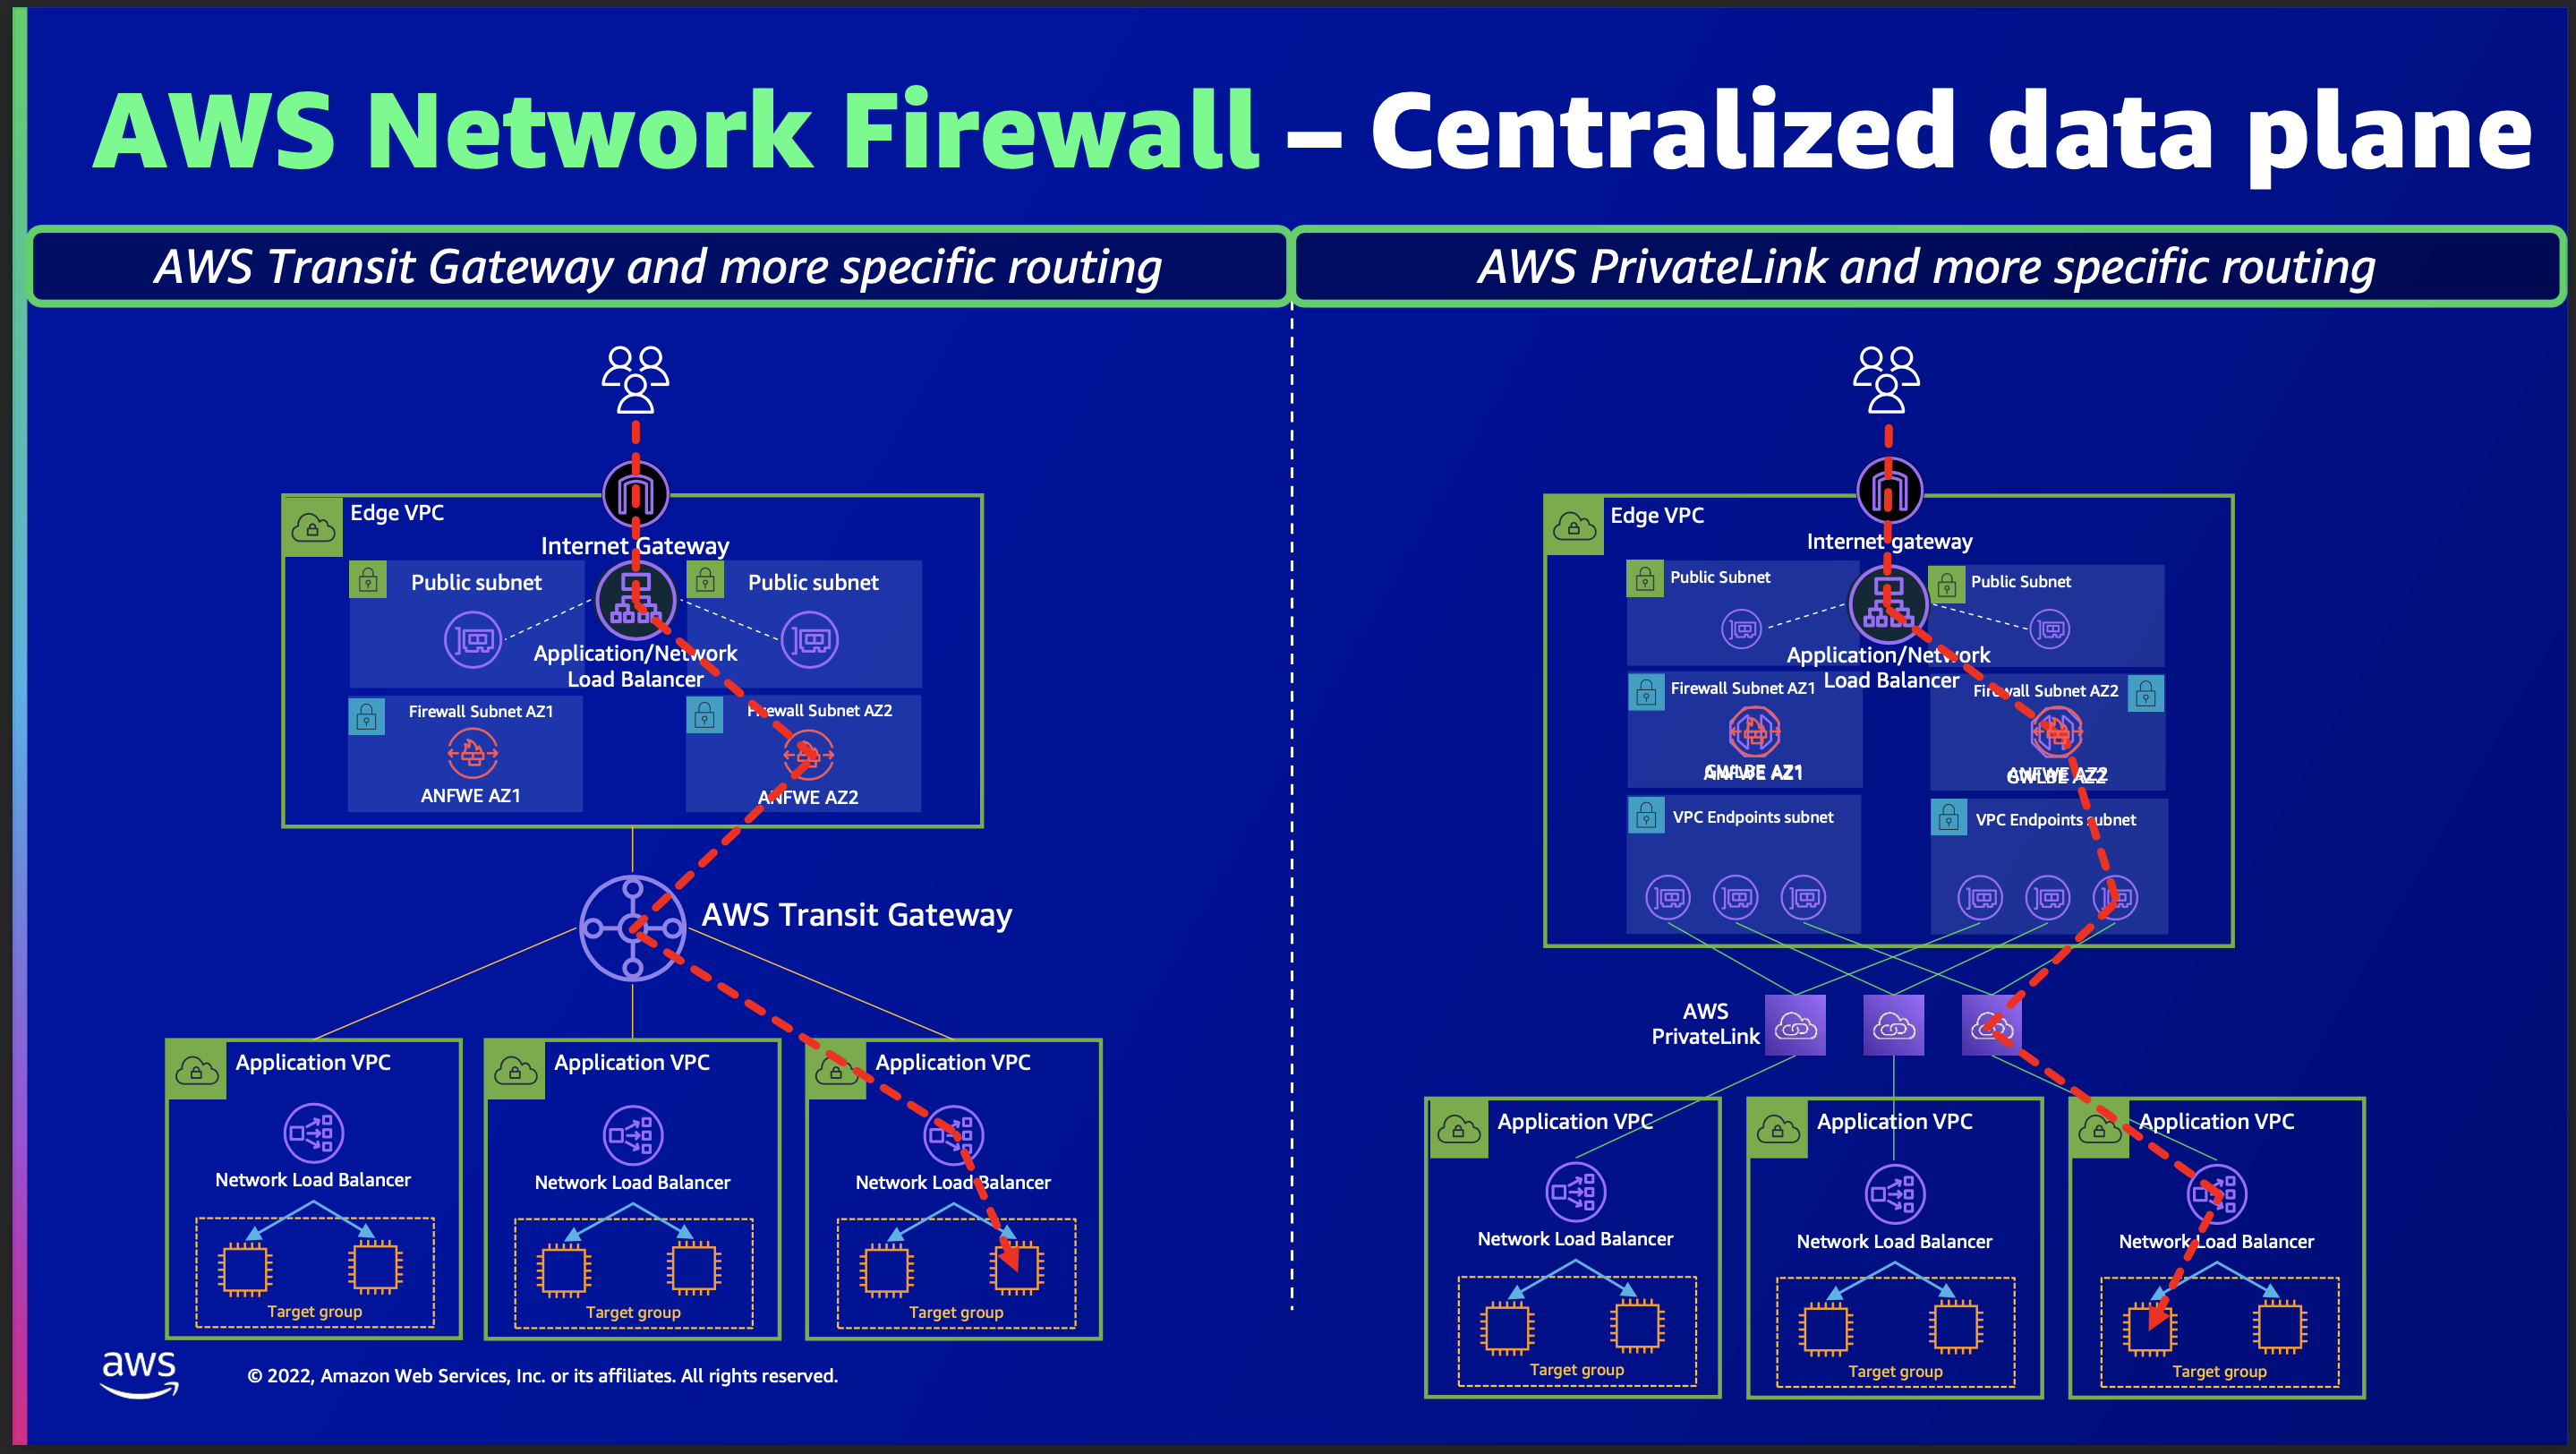 AWS Network Firewall – Centralized data plane
AWS Transit Gateway and more specific routing
Edge VPC
Internet Gateway
Public subnet
Public subnet
Application/Network
Load Balancer
Firewall Subnet AZ1
Firewall Subnet AZ2
ANFWE AZ1
ANFWE AZ2
AWS Transit Gateway
Application VPC
Application VPC
Application VPC
Network Load Balancer
Network Load Balancer
Network Load Balancer
Target group
Target group
Target group
AWS PrivateLink and more specific routing
Edge VPC
Internet gateway
Public Subnet
Public Subnet
Application/Network
Load Balancer
Firewall Subnet AZ1
Firewall Subnet AZ2
GWLBE AZ1
ANFWE AZ1
ANFWE AZ2
GWLBE AZ2
VPC Endpoints subnet
VPC Endpoints subnet
AWS
PrivateLink
Application VPC
Application VPC
Application VPC
Network Load Balancer
Network Load Balancer
Network Load Balancer
Target group
Target group
Target group
aws
© 2022, Amazon Web Services, Inc. or its affiliates. All rights reserved.